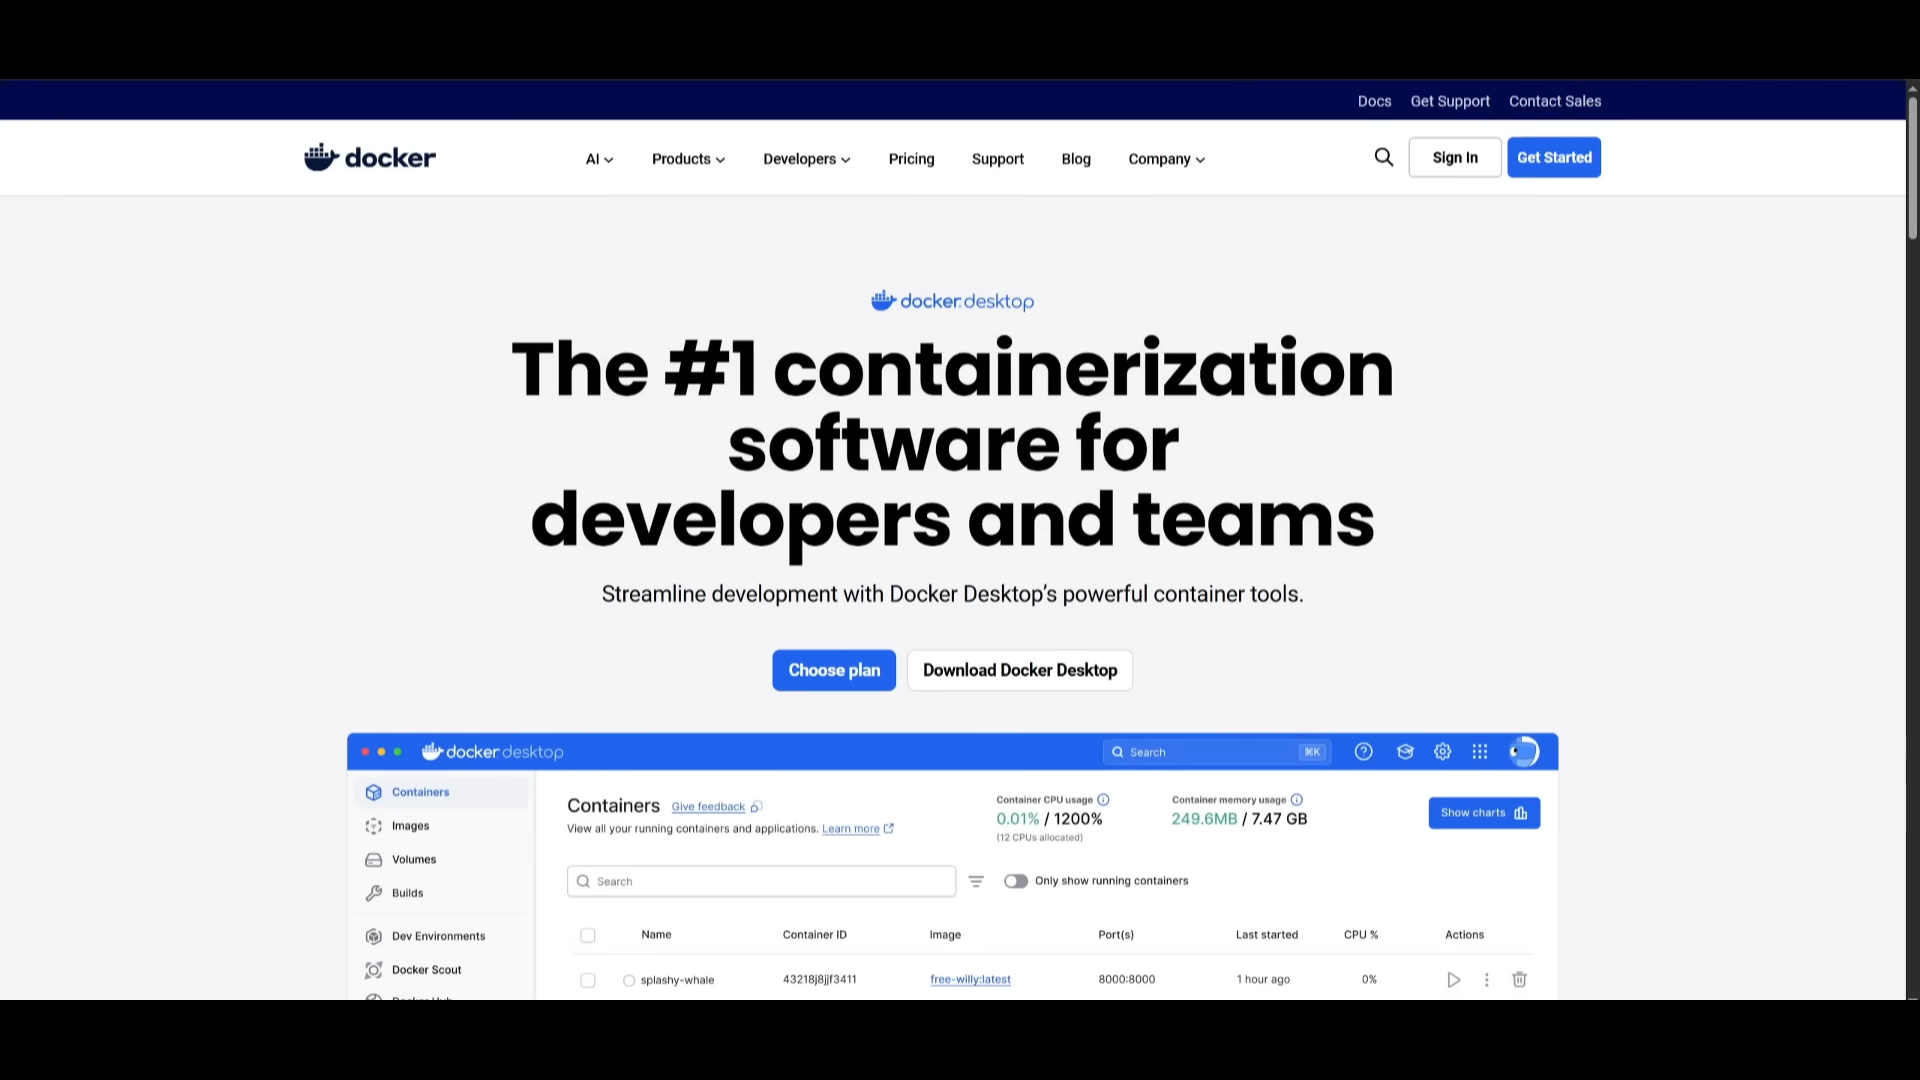 Docs Get Support Contact Sales
docker AI Products Developers Pricing Support Blog Company Sign In Get Started
docker.desktop
The #1 containerization
software for
developers and teams
Streamline development with Docker Desktop’s powerful container tools.
Choose plan Download Docker Desktop
docker.desktop Search ⌘K
Containers
Images
Volumes
Builds
Dev Environments
Docker Scout
Containers Give feedback
View all your running containers and applications. Learn more
Container CPU usage
0.01% / 1200%
(12 CPUs allocated)
Container memory usage
249.6MB / 7.47 GB
Show charts
Search Only show running containers
Name Container ID Image Port(s) Last started CPU % Actions
splashy-whale 43218j8jjf3411 free-willy:latest 8000:8000 1 hour ago 0%